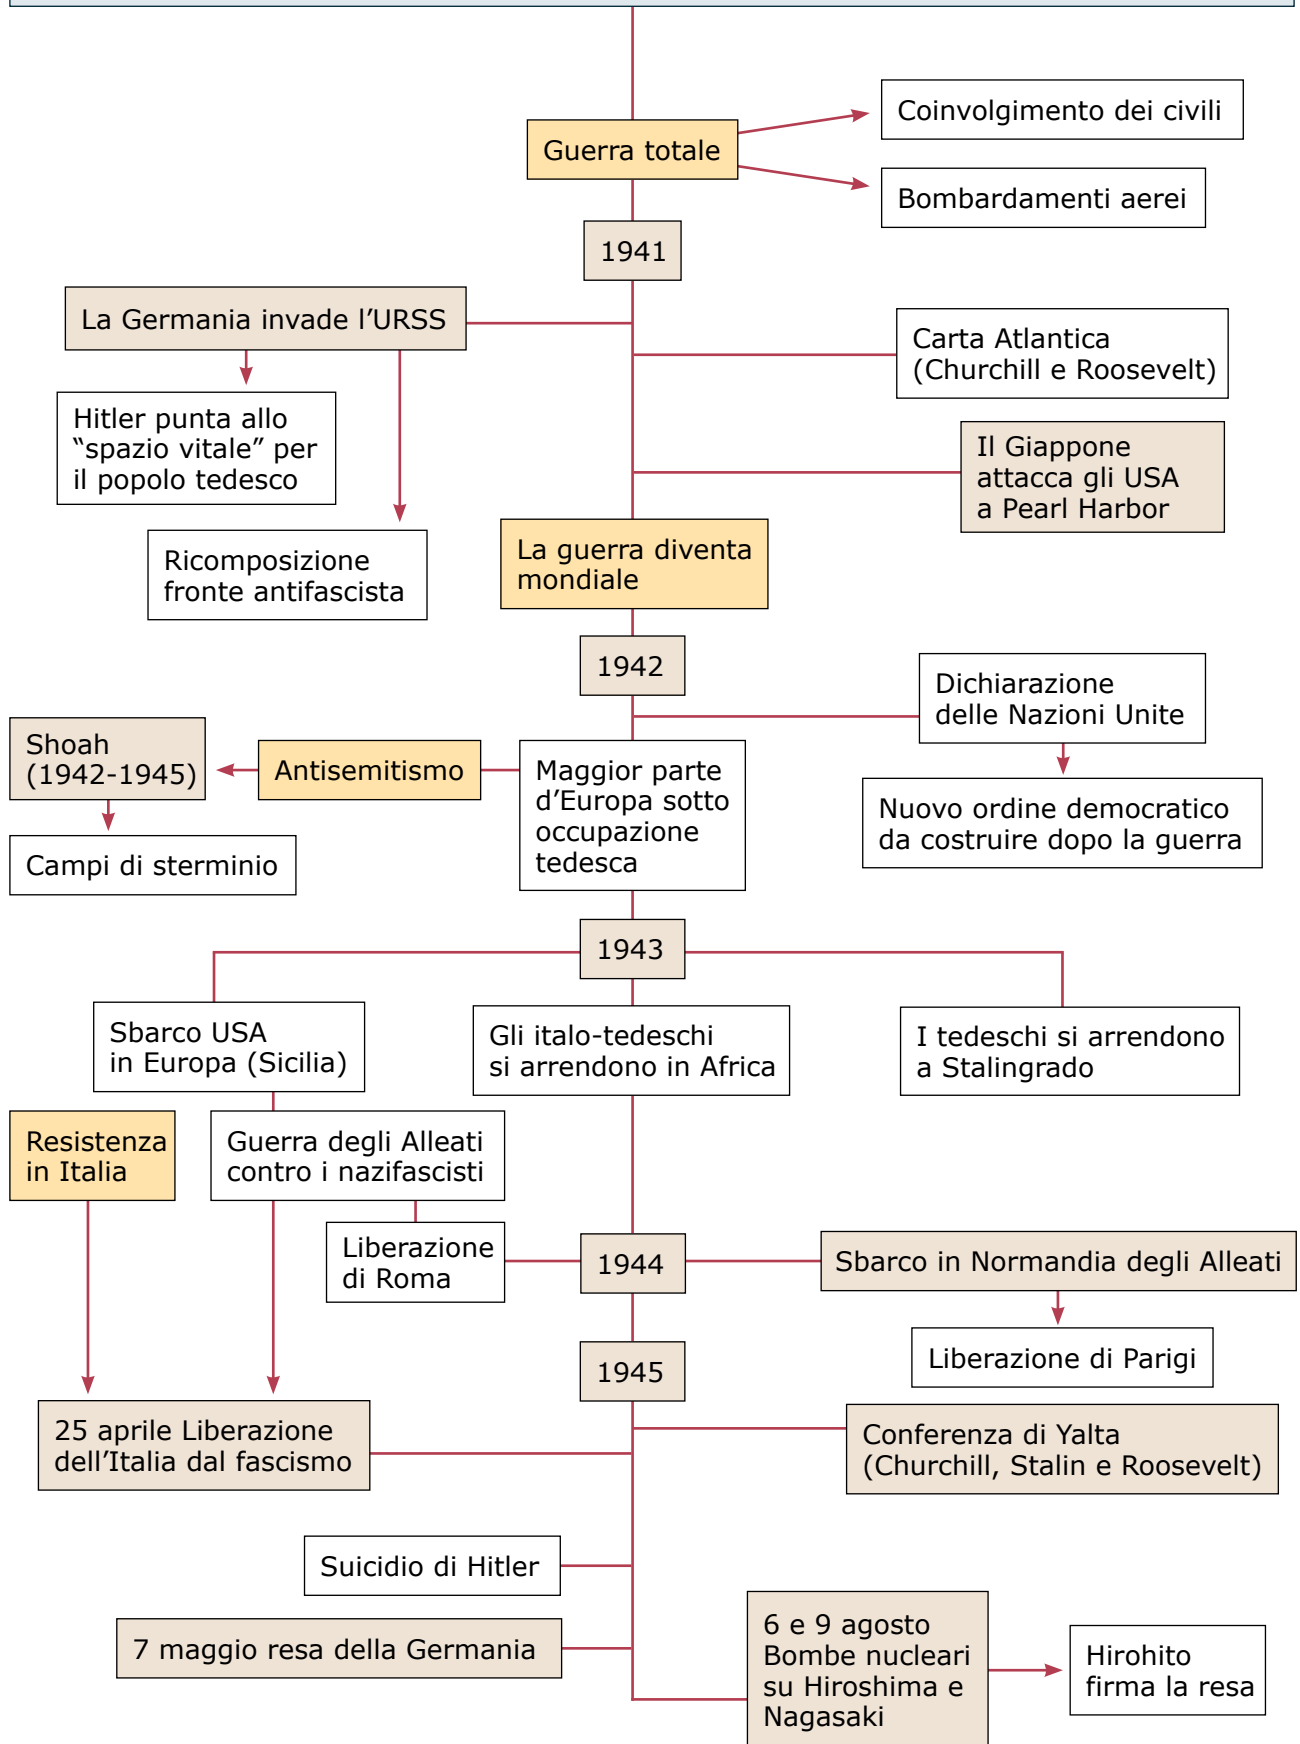 Guerra totale
Coinvolgimento dei civili
Bombardamenti aerei
1941
La Germania invade l’URSS
Carta Atlantica
(Churchill e Roosevelt)
Hitler punta allo
“spazio vitale” per
il popolo tedesco
Il Giappone
attacca gli USA
a Pearl Harbor
Ricomposizione
fronte antifascista
La guerra diventa
mondiale
1942
Dichiarazione
delle Nazioni Unite
Shoah
(1942-1945)
Antisemitismo
Maggior parte
d’Europa sotto
occupazione
tedesca
Nuovo ordine democratico
da costruire dopo la guerra
Campi di sterminio
1943
Sbarco USA
in Europa (Sicilia)
Gli italo-tedeschi
si arrendono in Africa
I tedeschi si arrendono
a Stalingrado
Resistenza
in Italia
Guerra degli Alleati
contro i nazifascisti
Liberazione
di Roma
1944
Sbarco in Normandia degli Alleati
Liberazione di Parigi
1945
25 aprile Liberazione
dell’Italia dal fascismo
Conferenza di Yalta
(Churchill, Stalin e Roosevelt)
Suicidio di Hitler
7 maggio resa della Germania
6 e 9 agosto
Bombe nucleari
su Hiroshima e
Nagasaki
Hirohito
firma la resa